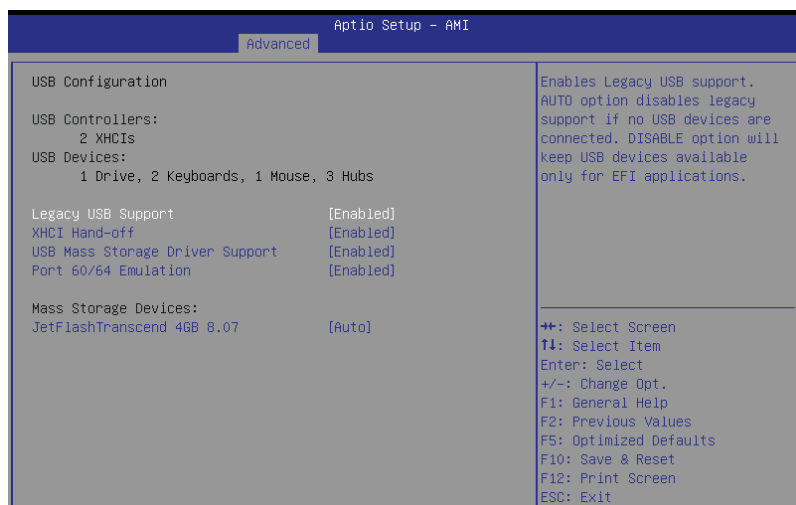 Aptio Setup – AMI
Advanced
USB Configuration
USB Controllers:
2 XHCIs
USB Devices:
1 Drive, 2 Keyboards, 1 Mouse, 3 Hubs
Legacy USB Support [Enabled]
XHCI Hand-off [Enabled]
USB Mass Storage Driver Support [Enabled]
Port 60/64 Emulation [Enabled]
Mass Storage Devices:
JetFlashTranscend 4GB 8.07 [Auto]
Enables Legacy USB support.
AUTO option disables legacy
support if no USB devices are
connected. DISABLE option will
keep USB devices available
only for EFI applications.
→←: Select Screen
↑↓: Select Item
Enter: Select
+/-: Change Opt.
F1: General Help
F2: Previous Values
F5: Optimized Defaults
F10: Save & Reset
F12: Print Screen
ESC: Exit